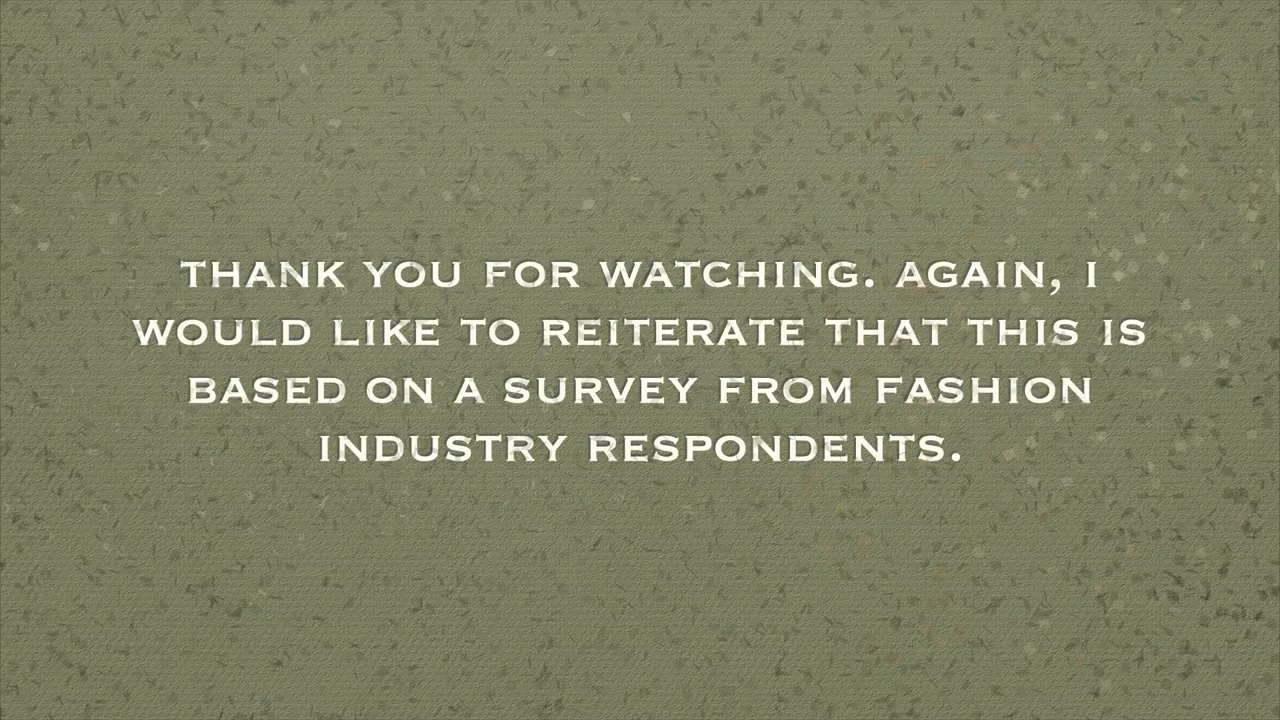 THANK YOU FOR WATCHING. AGAIN, I
WOULD LIKE TO REITERATE THAT THIS IS
BASED ON A SURVEY FROM FASHION
INDUSTRY RESPONDENTS.